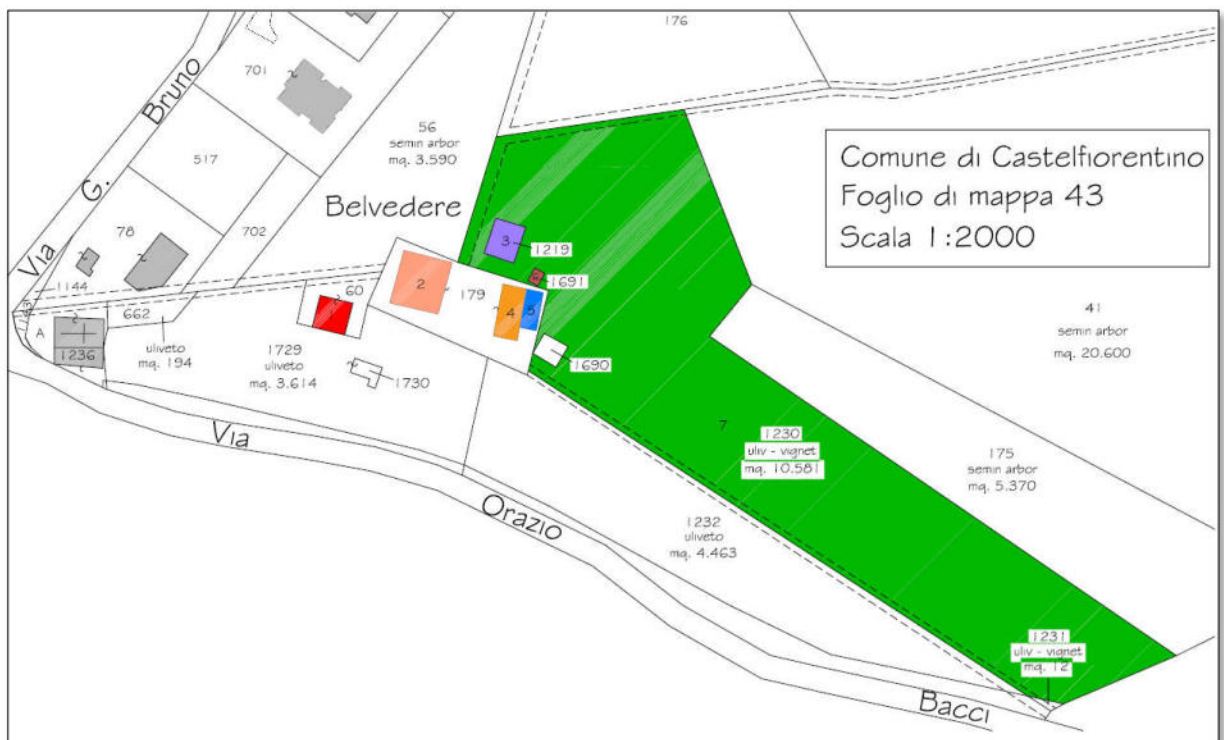 176
701
Via G. Bruno
517
56
semin arbor
mq. 3.590
Comune di Castelfiorentino
Foglio di mappa 43
Scala 1:2000
Belvedere
78
702
3
1219
1691
1144
60
2
179
4
5
A
1236
662
uliveto
mq. 194
1729
uliveto
mq. 3.614
1730
1690
41
semin arbor
mq. 20.600
7
1230
uliv - vignet
mq. 10.581
175
semin arbor
mq. 5.370
Via Orazio Bacci
1232
uliveto
mq. 4.463
1231
uliv - vignet
mq. 12